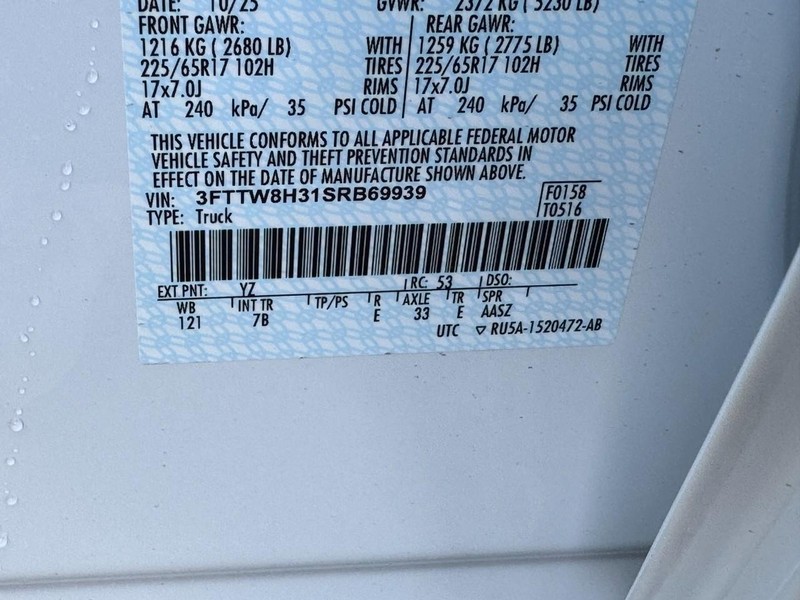 DATE: 10/25 GVWR: 2372 KG ( 5230 LB)
FRONT GAWR: REAR GAWR:
1216 KG ( 2680 LB) WITH 1259 KG ( 2775 LB) WITH
225/65R17 102H TIRES 225/65R17 102H TIRES
17x7.0J RIMS 17x7.0J RIMS
AT 240 kPa/ 35 PSI COLD AT 240 kPa/ 35 PSI COLD
THIS VEHICLE CONFORMS TO ALL APPLICABLE FEDERAL MOTOR
VEHICLE SAFETY AND THEFT PREVENTION STANDARDS IN
EFFECT ON THE DATE OF MANUFACTURE SHOWN ABOVE.
VIN: 3FTTW8H31SRB69939 F0158
TYPE: Truck T0516
EXT PNT: YZ RC: 53 DSO:
WB INT TR TP/PS R AXLE TR SPR
121 7B E 33 E AASZ
UTC ▽ RU5A-1520472-AB